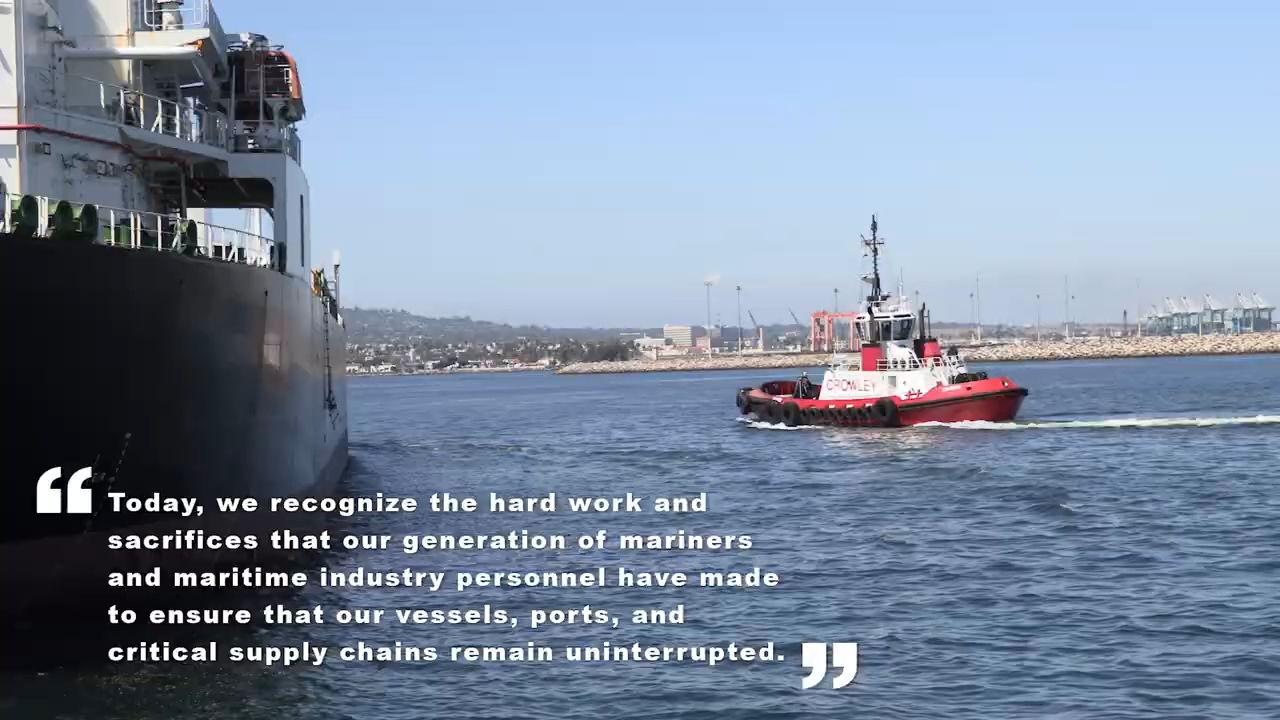 CROWLEY
“Today, we recognize the hard work and
sacrifices that our generation of mariners
and maritime industry personnel have made
to ensure that our vessels, ports, and
critical supply chains remain uninterrupted.”